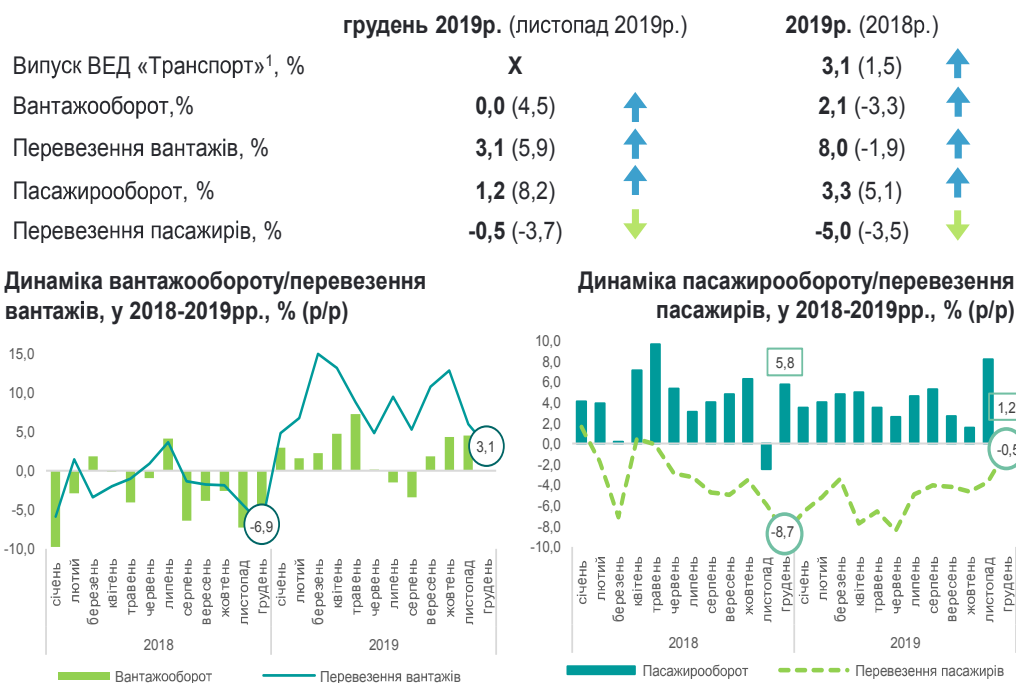 грудень 2019р. (листопад 2019р.) 2019р. (2018р.)
Випуск ВЕД «Транспорт»¹, % Х 3,1 (1,5)
Вантажооборот,% 0,0 (4,5) 2,1 (-3,3)
Перевезення вантажів, % 3,1 (5,9) 8,0 (-1,9)
Пасажирооборот, % 1,2 (8,2) 3,3 (5,1)
Перевезення пасажирів, % -0,5 (-3,7) -5,0 (-3,5)
Динаміка вантажообороту/перевезення
вантажів, у 2018-2019рр., % (р/р)
15,0
10,0
5,0
0,0
-5,0
-10,0
3,1
-6,9
січень
лютий
березень
квітень
травень
червень
липень
серпень
вересень
жовтень
листопад
грудень
січень
лютий
березень
квітень
травень
червень
липень
серпень
вересень
жовтень
листопад
грудень
2018 2019
Вантажооборот Перевезення вантажів
Динаміка пасажирообороту/перевезення
пасажирів, у 2018-2019рр., % (р/р)
10,0
8,0
6,0
4,0
2,0
0,0
-2,0
-4,0
-6,0
-8,0
-10,0
5,8
1,2
-0,5
-8,7
січень
лютий
березень
квітень
травень
червень
липень
серпень
вересень
жовтень
листопад
грудень
січень
лютий
березень
квітень
травень
червень
липень
серпень
вересень
жовтень
листопад
грудень
2018 2019
Пасажирооборот Перевезення пасажирів